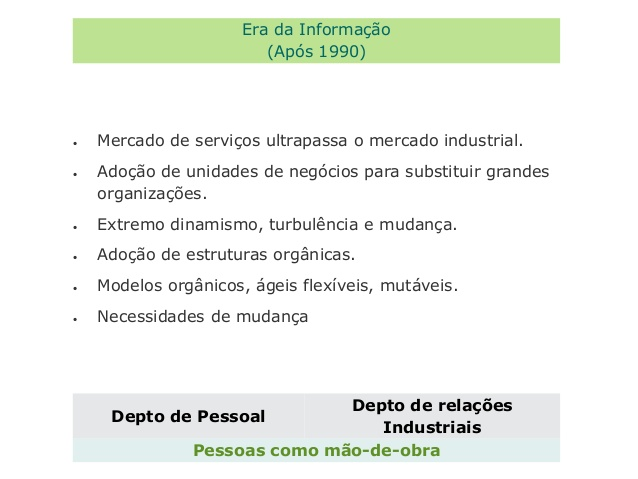 Era da Informação
(Após 1990)
• Mercado de serviços ultrapassa o mercado industrial.
• Adoção de unidades de negócios para substituir grandes
organizações.
• Extremo dinamismo, turbulência e mudança.
• Adoção de estruturas orgânicas.
• Modelos orgânicos, ágeis flexíveis, mutáveis.
• Necessidades de mudança
Depto de Pessoal
Depto de relações
Industriais
Pessoas como mão-de-obra